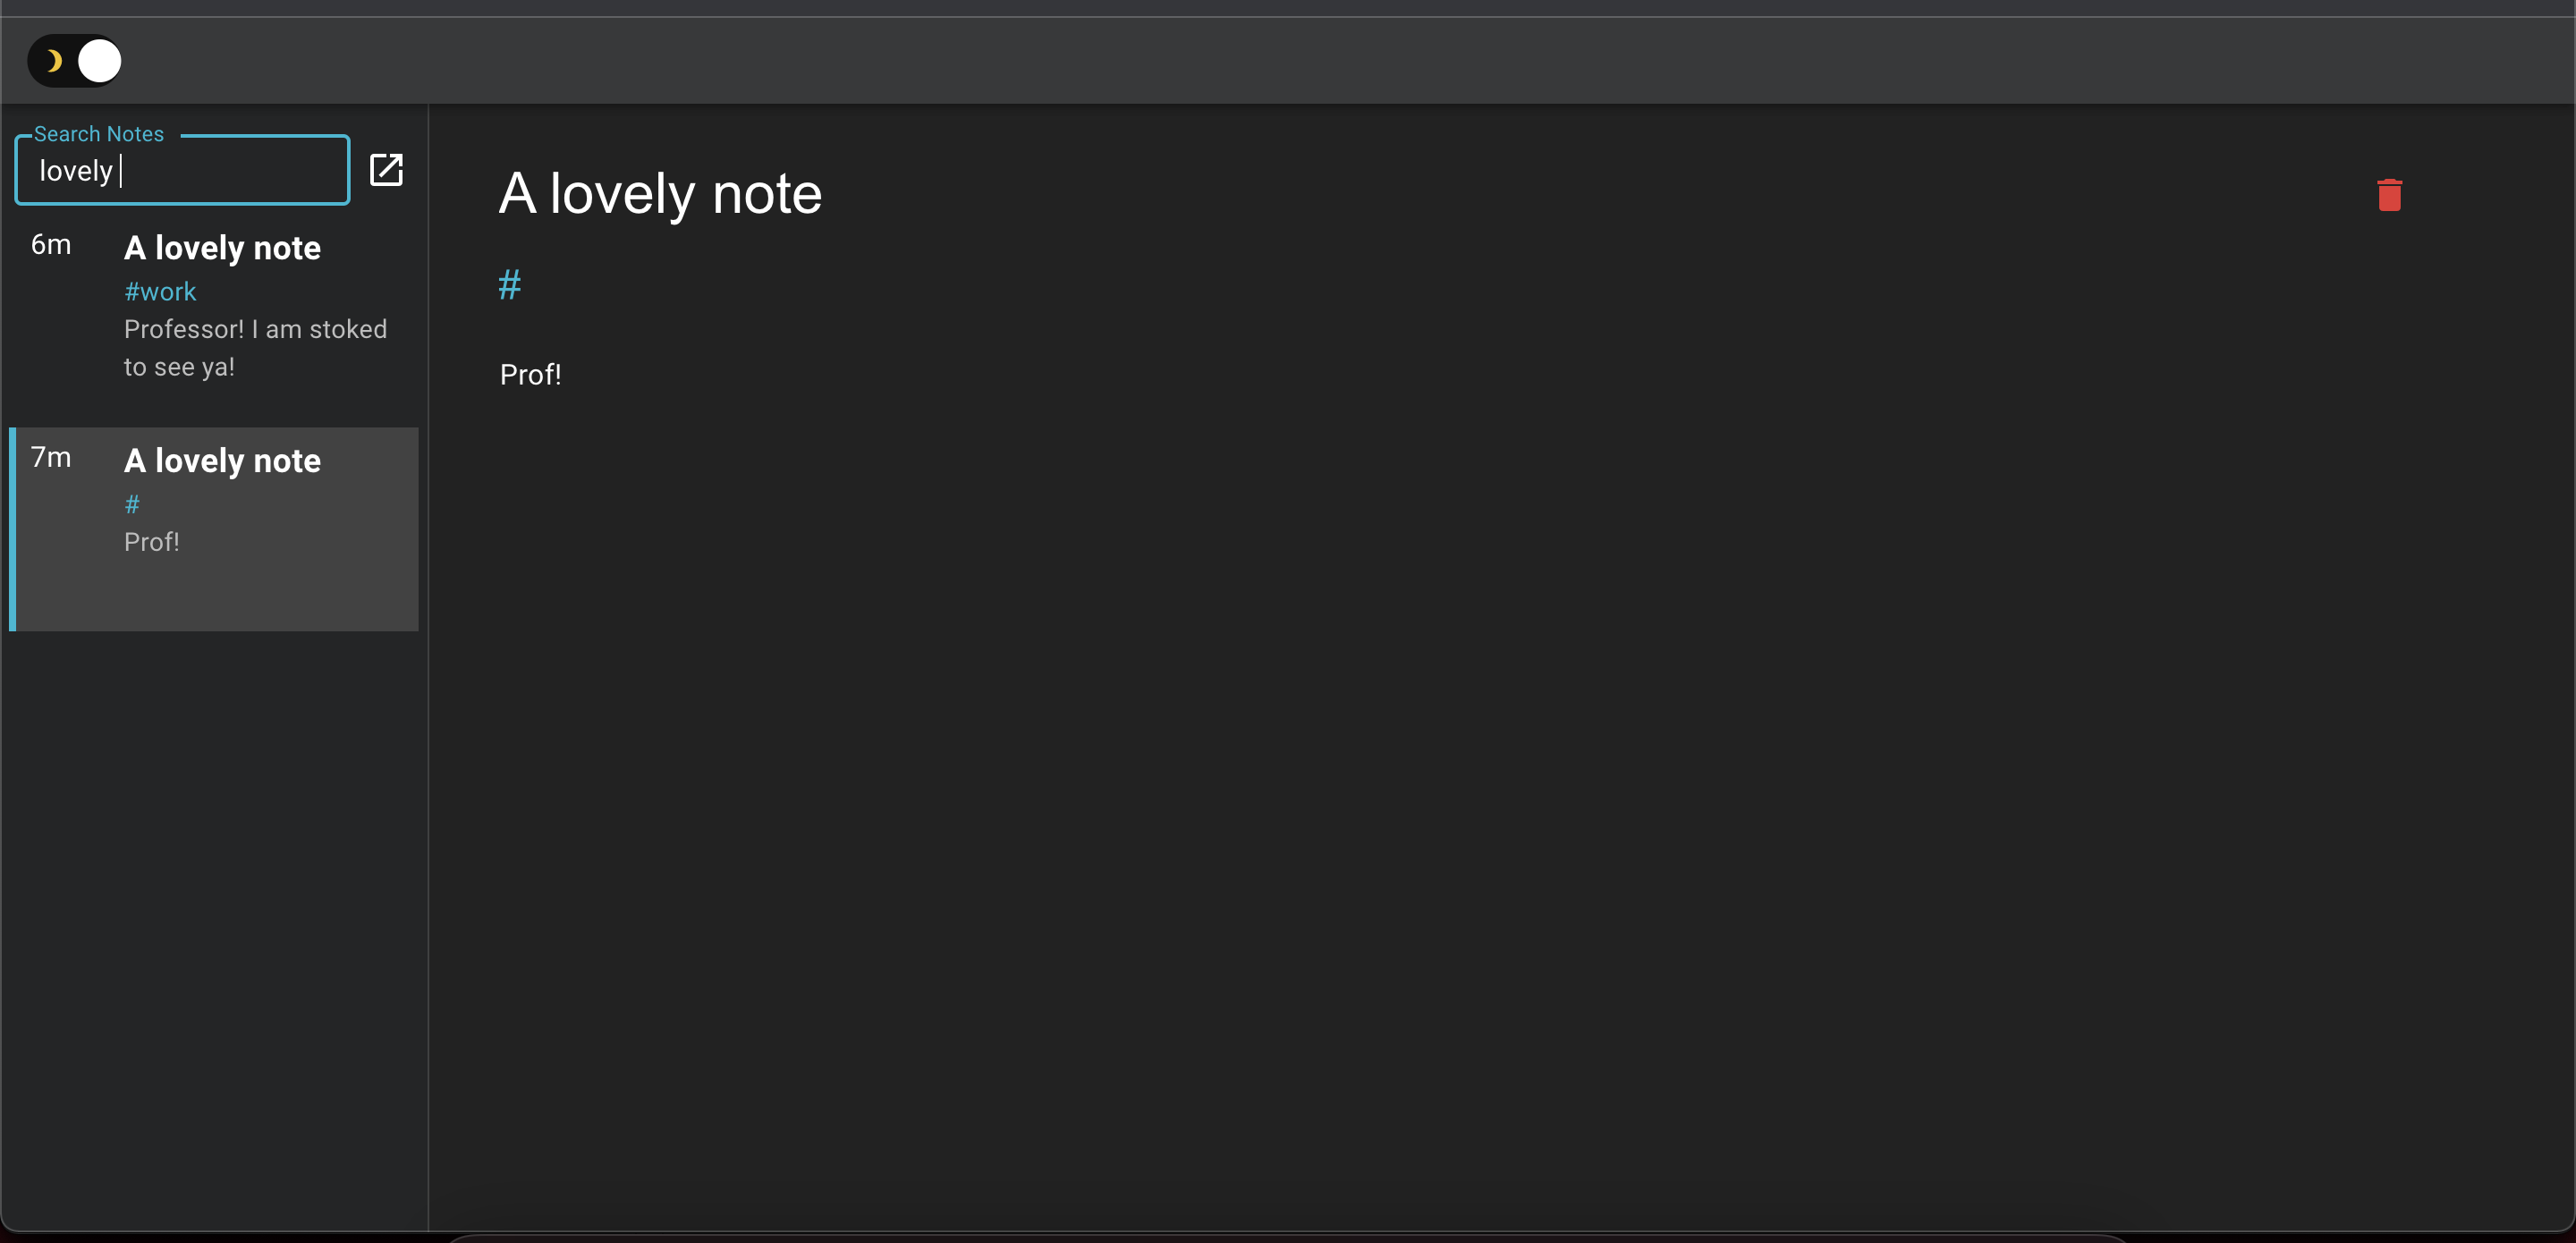 Search Notes
lovely
6m
A lovely note
#work
Professor! I am stoked
to see ya!
7m
A lovely note
#
Prof!
A lovely note
#
Prof!